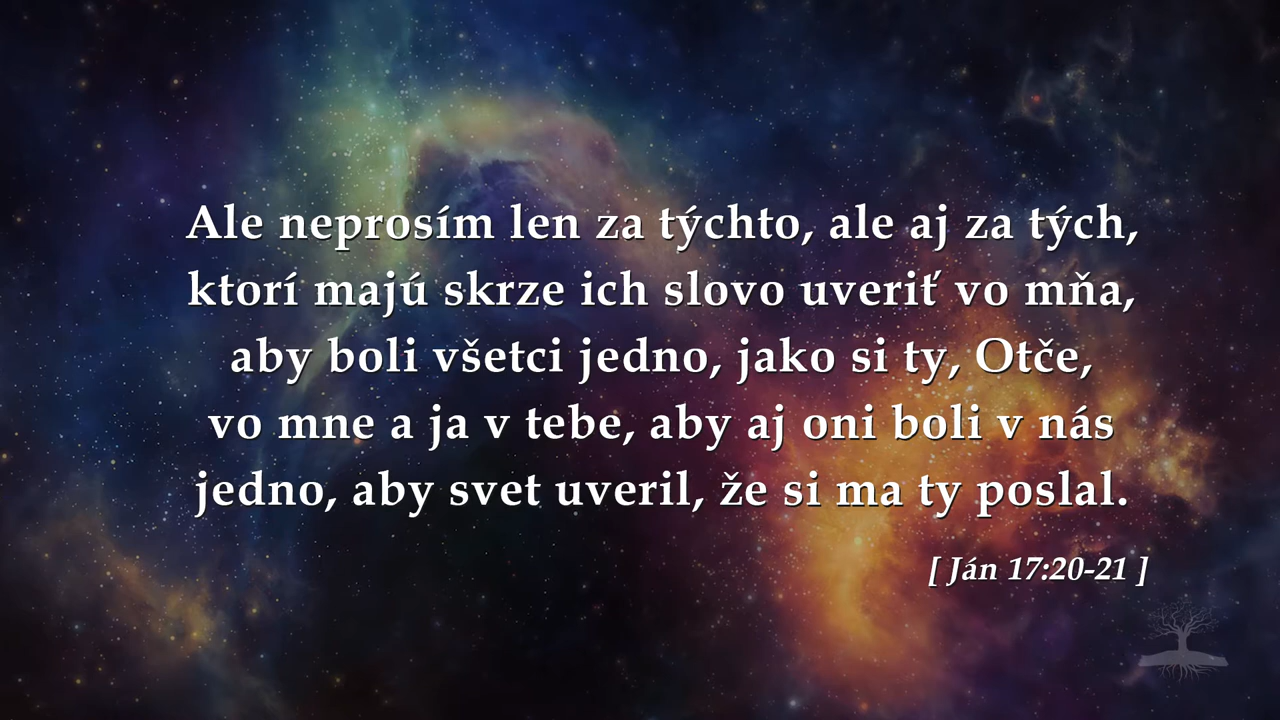 Ale neprosím len za týchto, ale aj za tých,
ktorí majú skrze ich slovo uveriť vo mňa,
aby boli všetci jedno, jako si ty, Otče,
vo mne a ja v tebe, aby aj oni boli v nás
jedno, aby svet uveril, že si ma ty poslal.
[ Ján 17:20-21 ]